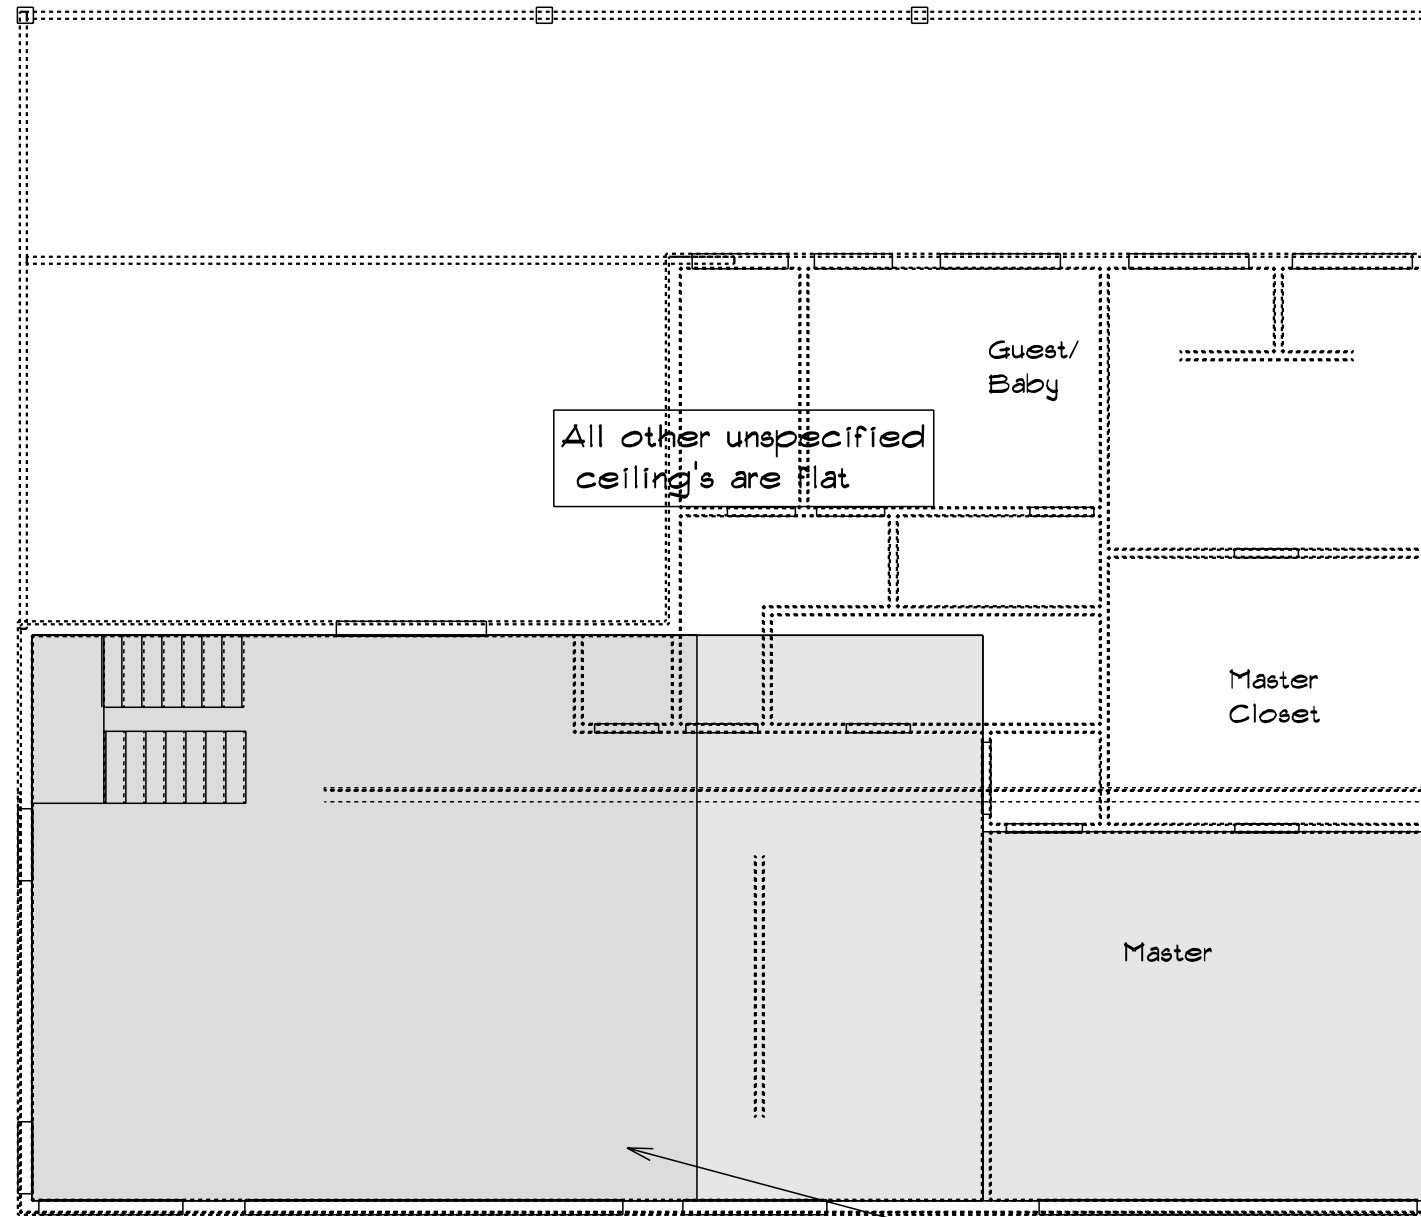 Guest/
Baby
All other unspecified
ceiling's are flat
Master
Closet
Master